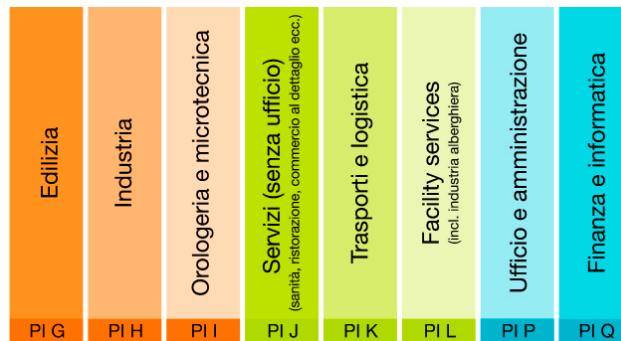 Edilizia
PI G
Industria
PI H
Orologeria e microtecnica
PI I
Servizi (senza ufficio)
(sanità, ristorazione, commercio al dettaglio ecc.)
PI J
Trasporti e logistica
PI K
Facility services
(incl. industria alberghiera)
PI L
Ufficio e amministrazione
PI P
Finanza e informatica
PI Q